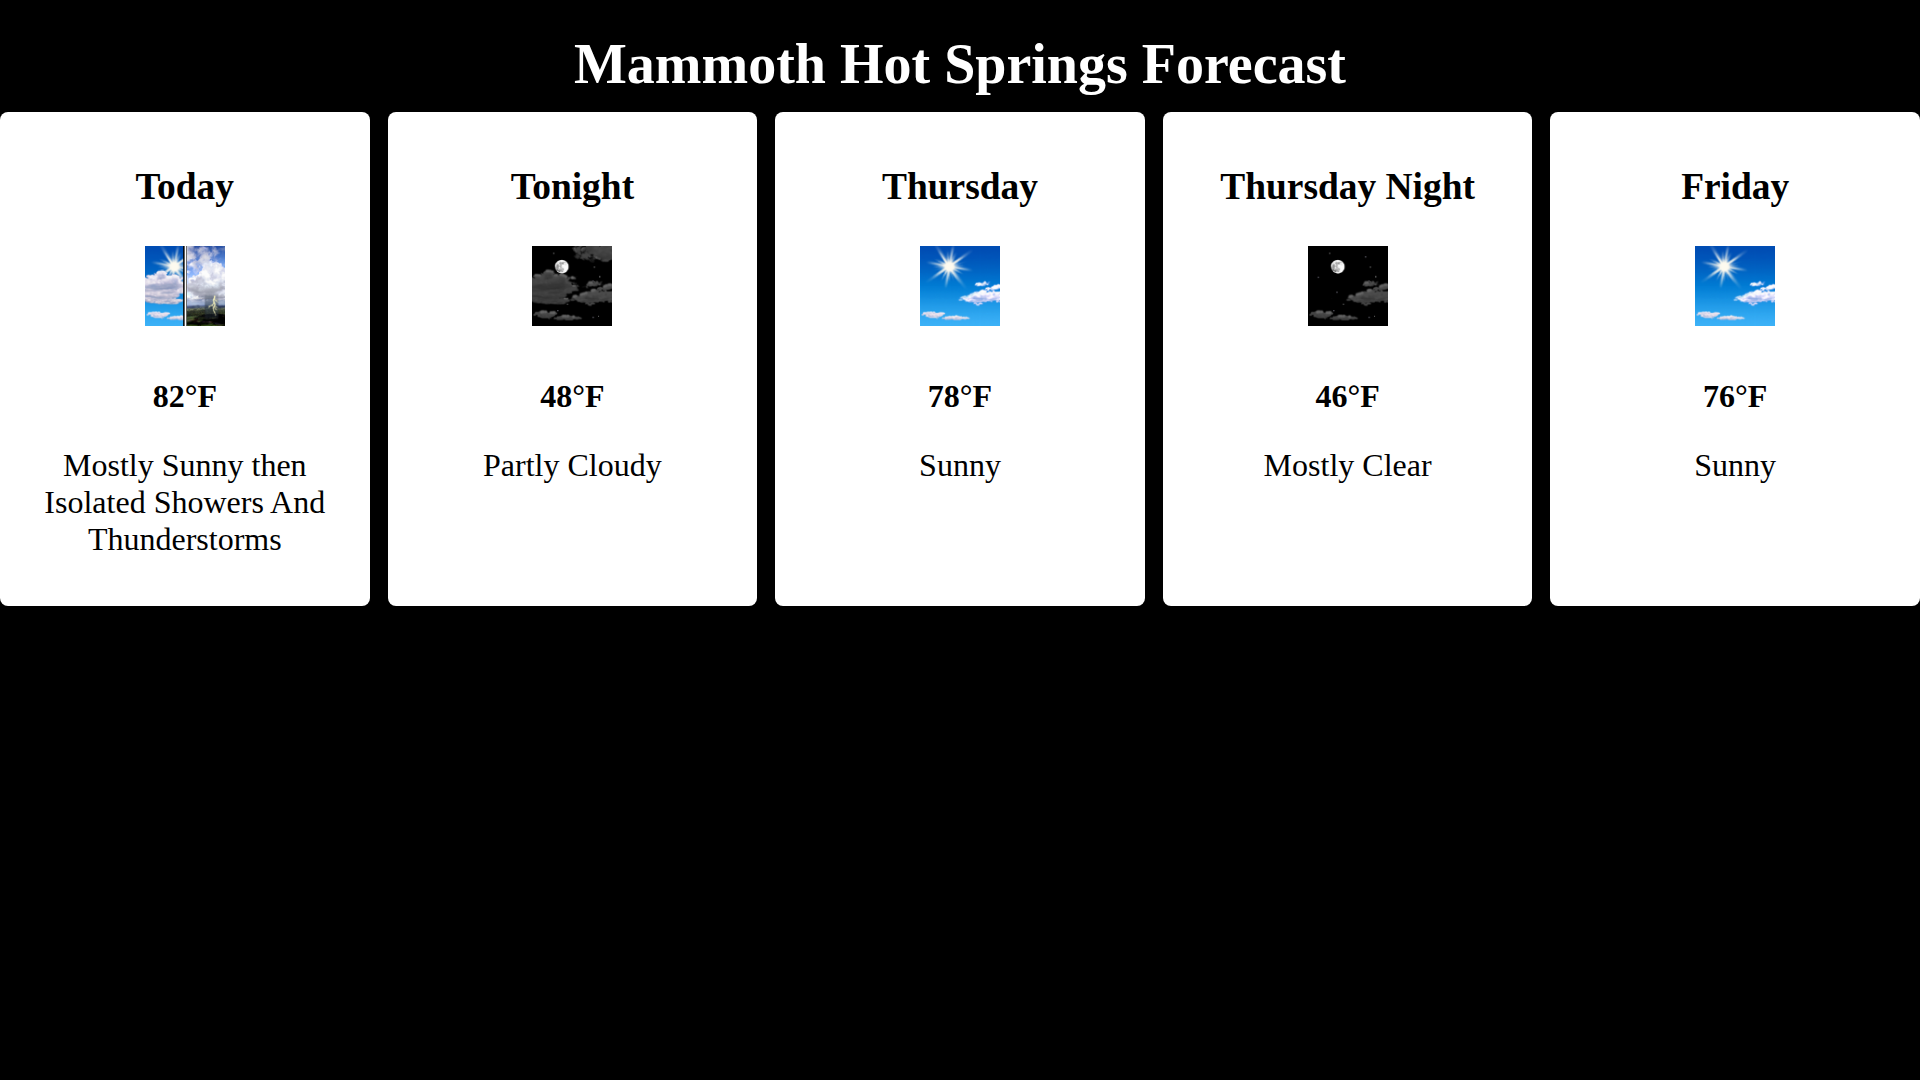 Mammoth Hot Springs Forecast
Today
82°F
Mostly Sunny then
Isolated Showers And
Thunderstorms
Tonight
48°F
Partly Cloudy
Thursday
78°F
Sunny
Thursday Night
46°F
Mostly Clear
Friday
76°F
Sunny